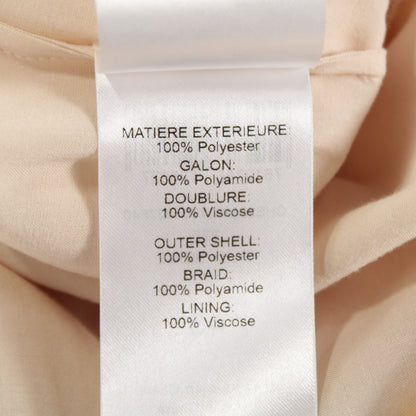 MATIERE EXTERIEURE:
100% Polyester
GALON:
100% Polyamide
DOUBLURE:
100% Viscose
OUTER SHELL:
100% Polyester
BRAID:
100% Polyamide
LINING:
100% Viscose